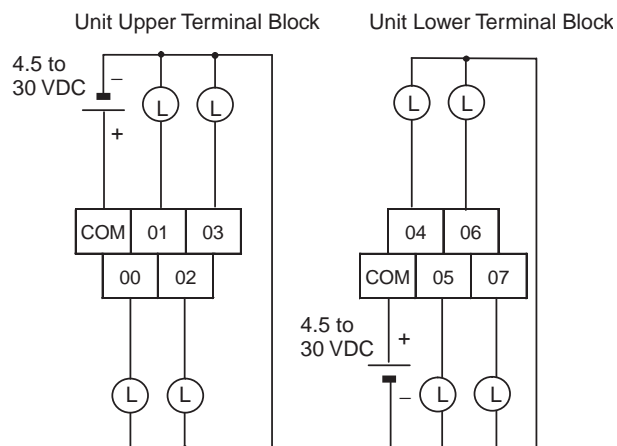 Unit Upper Terminal Block
4.5 to
30 VDC
–
+
L
L
COM
01
03
00
02
L
L
Unit Lower Terminal Block
L
L
04
06
COM
05
07
4.5 to
30 VDC
+
–
L
L